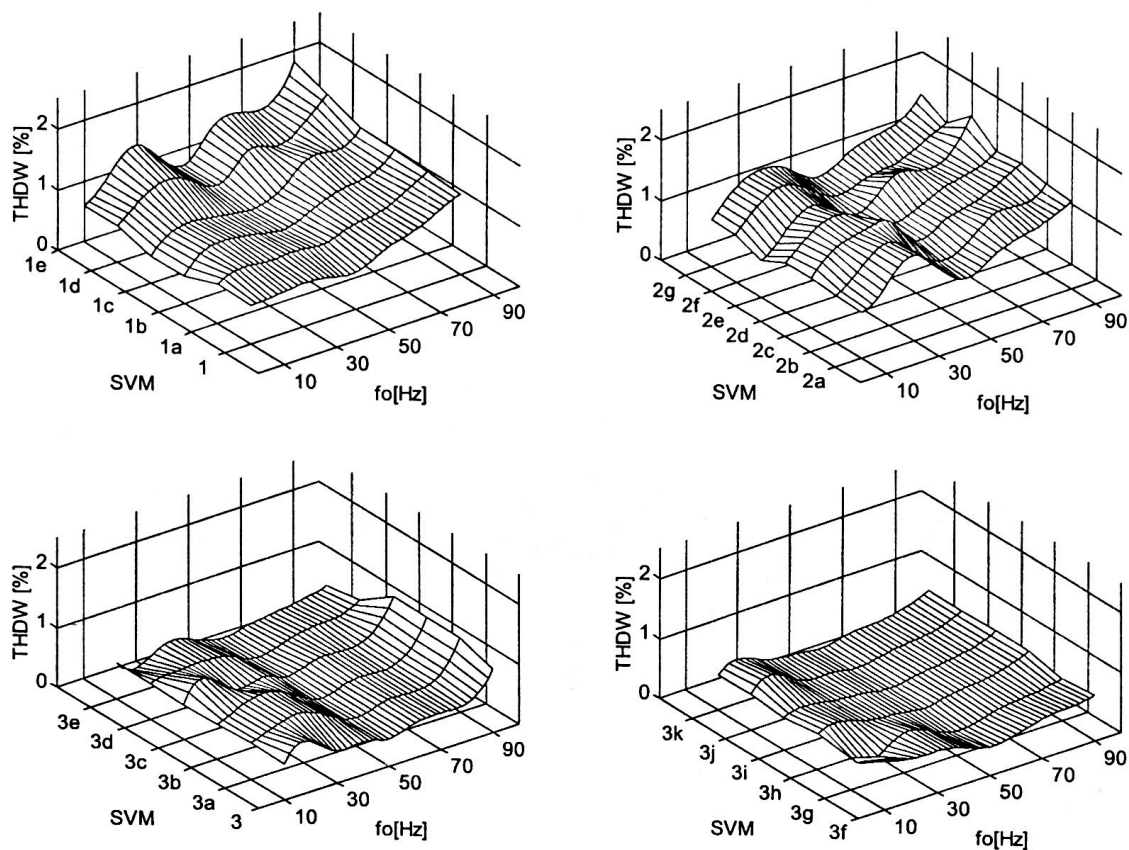 THDW [%]
2
1
0
1e
1d
1c
1b
1a
1
SVM
10
30
50
70
90
fo[Hz]
THDW [%]
2
1
0
2g
2f
2e
2d
2c
2b
2a
SVM
10
30
50
70
90
fo[Hz]
THDW [%]
2
1
0
3e
3d
3c
3b
3a
3
SVM
10
30
50
70
90
fo[Hz]
THDW [%]
2
1
0
3k
3j
3i
3h
3g
3f
SVM
10
30
50
70
90
fo[Hz]